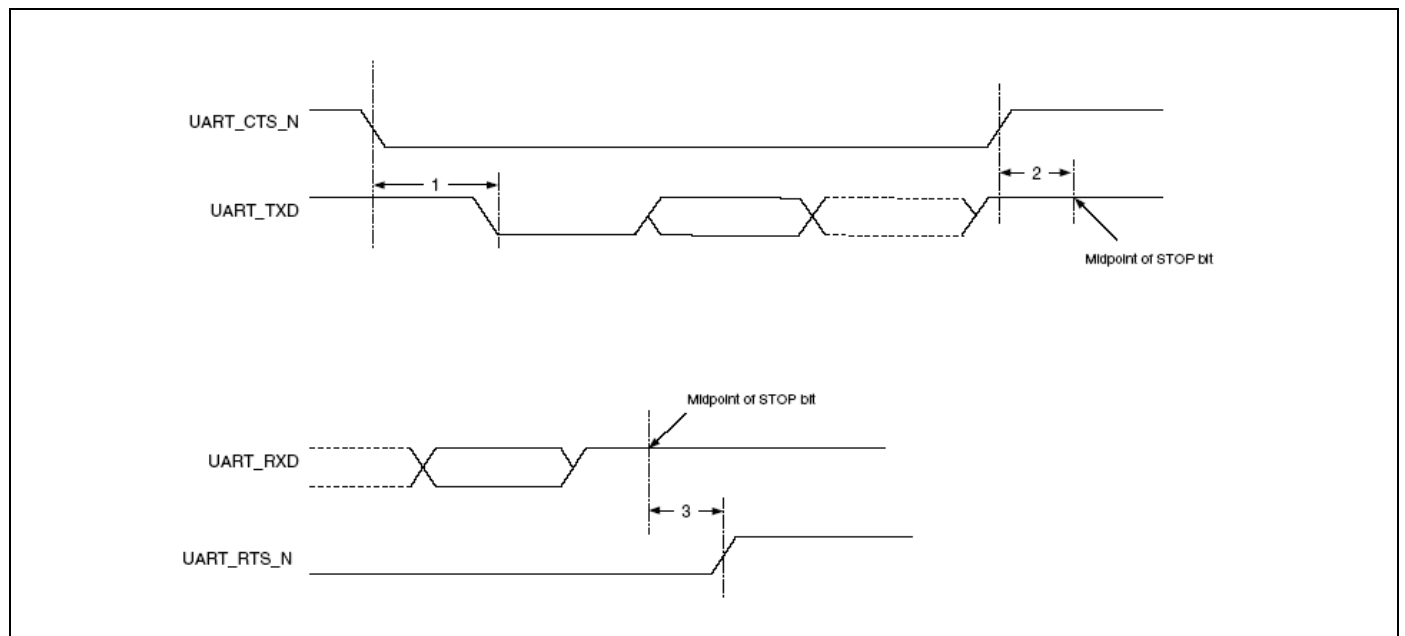 UART_CTS_N
1
2
UART_TXD
Midpoint of STOP bit
Midpoint of STOP bit
UART_RXD
3
UART_RTS_N